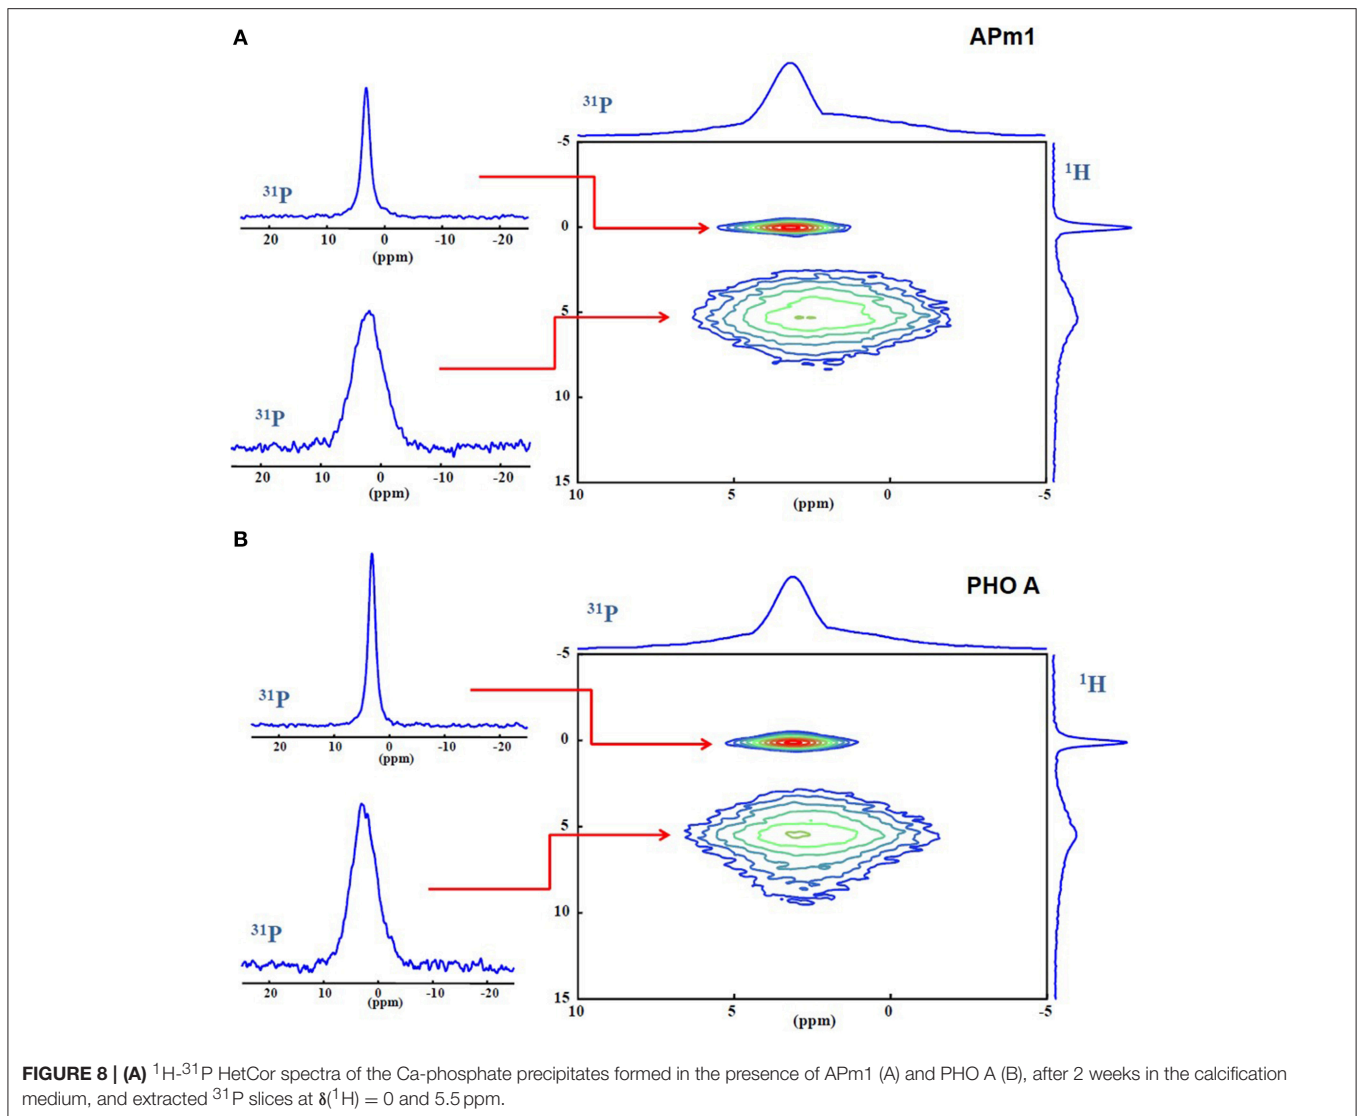 A
APm1
31P
-5
0
5
10
15
10 5 0 -5
(ppm)
1H
31P
20 10 0 -10 -20
(ppm)
31P
20 10 0 -10 -20
(ppm)
B
PHO A
31P
-5
0
5
10
15
10 5 0 -5
(ppm)
1H
31P
20 10 0 -10 -20
(ppm)
31P
20 10 0 -10 -20
(ppm)
FIGURE 8 | (A) 1H-31P HetCor spectra of the Ca-phosphate precipitates formed in the presence of APm1 (A) and PHO A (B), after 2 weeks in the calcification
medium, and extracted 31P slices at δ(1H) = 0 and 5.5 ppm.